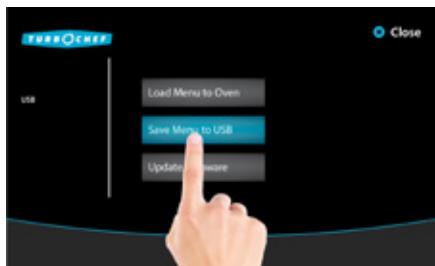 TURBOCHEF
Close
USB
Load Menu to Oven
Save Menu to USB
Update